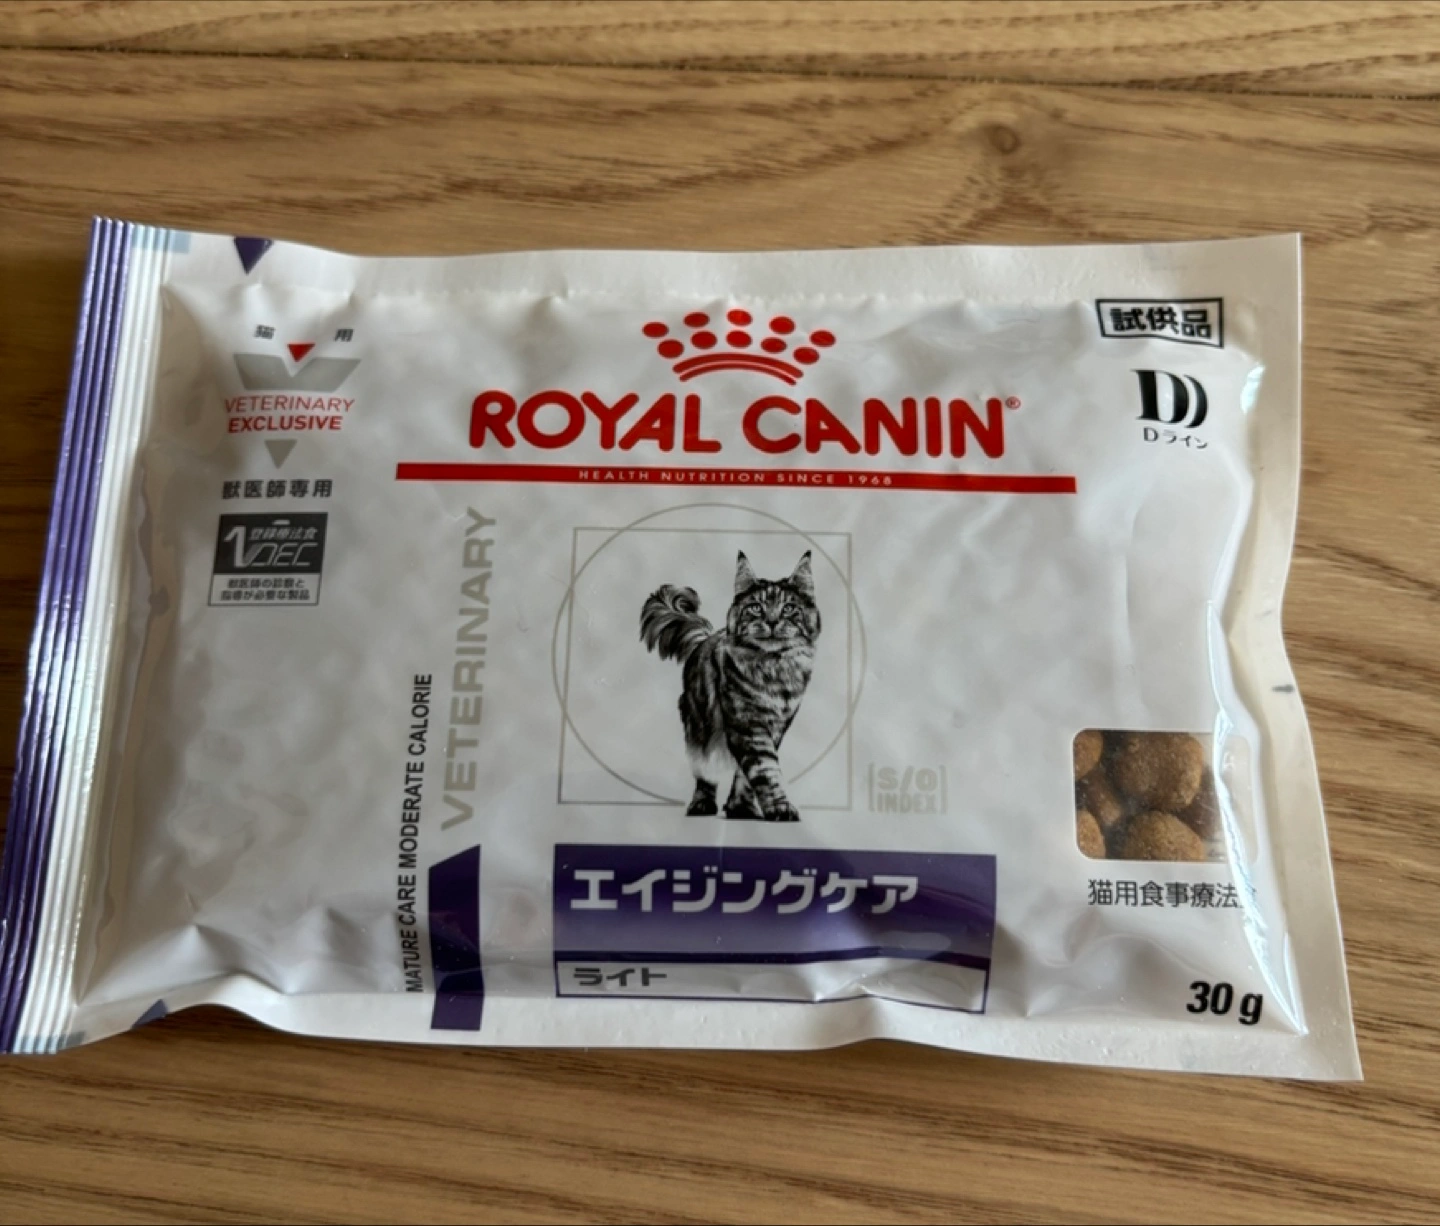 試供品
猫 用
VETERINARY
EXCLUSIVE
獣医師専用
登録療法食
VDEC
獣医師の診断と
指導が必要な製品
ROYAL CANIN®
HEALTH NUTRITION SINCE 1968
D
Dライン
VETERINARY
MATURE CARE MODERATE CALORIE
S/O
INDEX
エイジングケア
ライト
猫用食事療法食
30 g